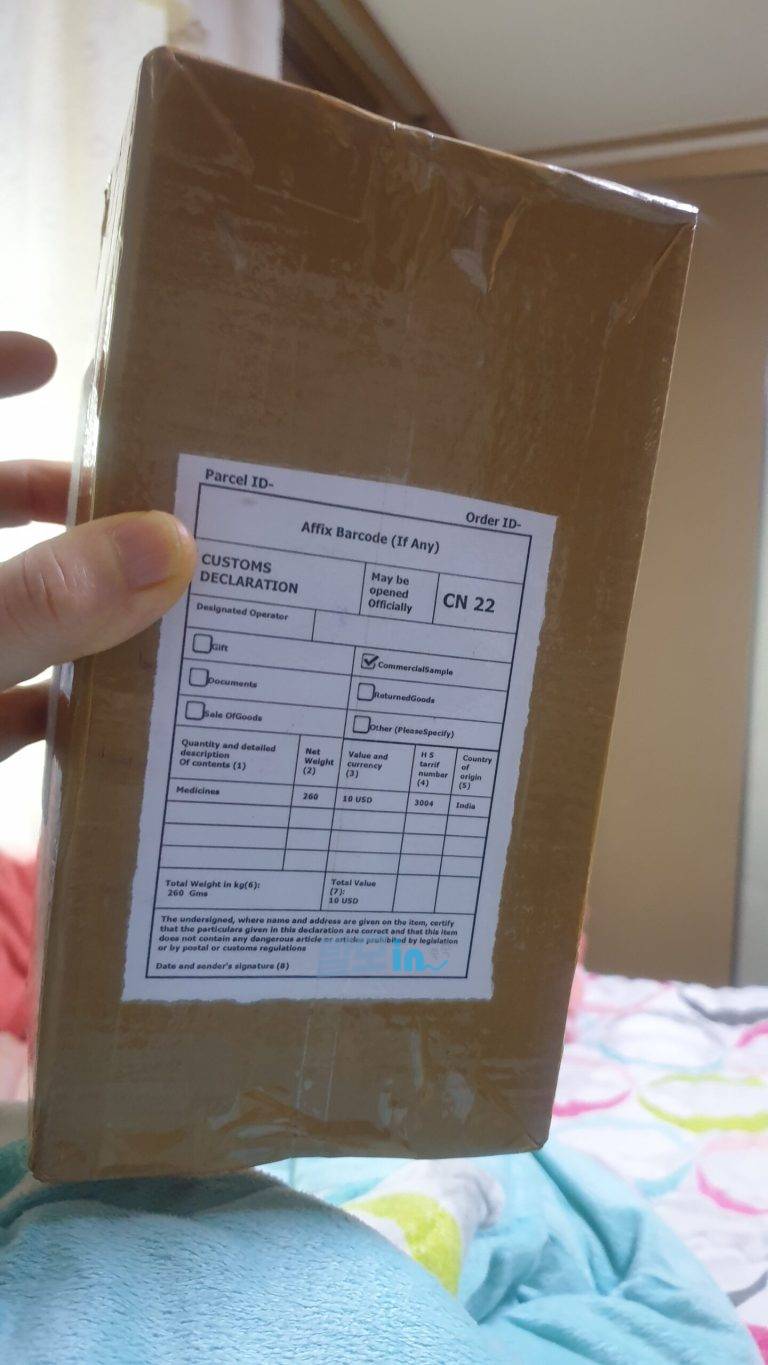 Parcel ID-
Order ID-
Affix Barcode (If Any)
CUSTOMS
DECLARATION
May be
opened
Officially
CN 22
Designated Operator
Gift
CommercialSample
Documents
ReturnedGoods
Sale OfGoods
Other (PleaseSpecify)
Quantity and detailed
description
Of contents (1)
Net
Weight
(2)
Value and
currency
(3)
H S
tarrif
number
(4)
Country
of
origin
(5)
Medicines
260
10 USD
3004
India
Total Weight in kg(6):
260 Gms
Total Value
(7):
10 USD
The undersigned, where name and address are given on the item, certify
that the particulars given in this declaration are correct and that this item
does not contain any dangerous article or articles prohibited by legislation
or by postal or customs regulations
in
Date and sender's signature (8)